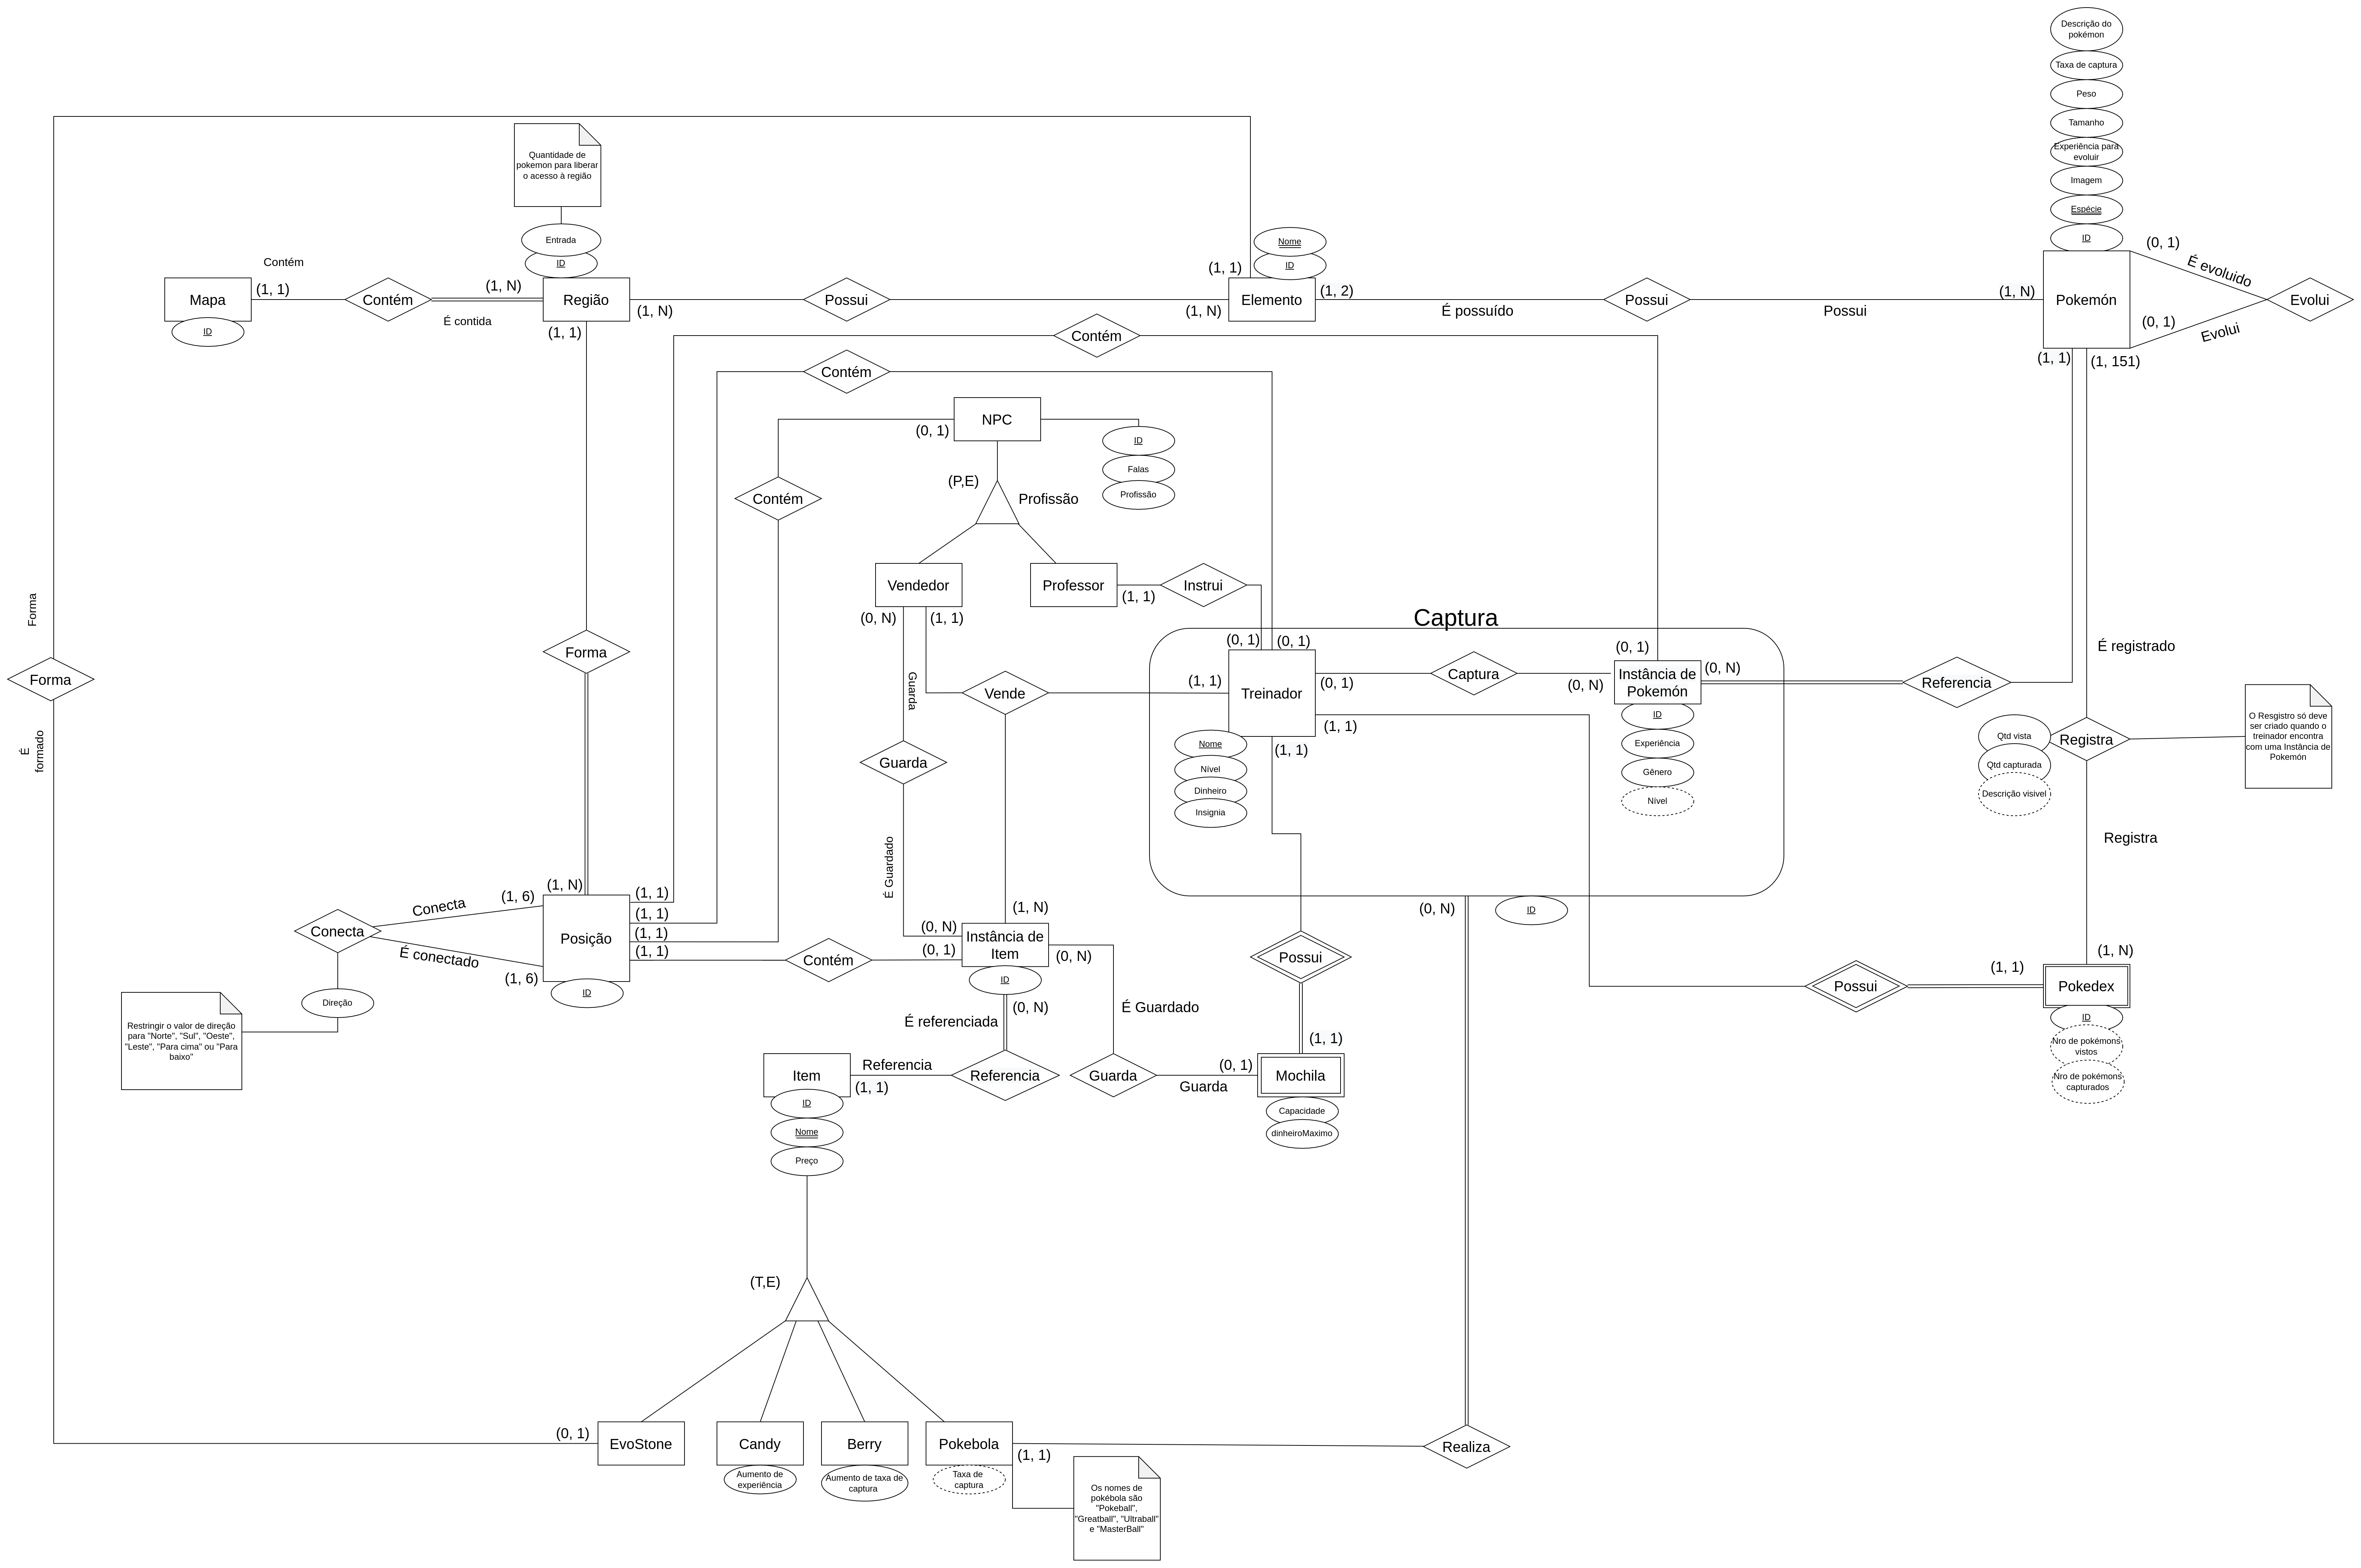 Descrição do
pokémon
Taxa de captura
Peso
Tamanho
Experiência para
evoluir
Imagem
Espécie
ID
Pokemón
(0, 1)
É evoluido
Evolui
(0, 1)
Evolui
(1, N)
(1, 1)
(1, 151)
Quantidade de
pokemon para liberar
o acesso à região
Entrada
ID
Contém
Mapa
(1, 1)
Contém
(1, N)
Região
É contida
ID
(1, 1)
(1, N)
Possui
(1, 1)
(1, N)
Nome
ID
Elemento
(1, 2)
É possuído
Possui
Possui
Contém
Contém
NPC
(0, 1)
ID
Falas
Profissão
(P,E)
Profissão
Contém
Vendedor
Professor
(1, 1)
Instrui
(0, N)
(1, 1)
Forma
Forma
É
formado
Forma
Guarda
Guarda
É Guardado
Vende
Captura
(0, 1)
(0, 1)
(1, 1)
Treinador
(0, 1)
(1, 1)
(1, 1)
Nome
Nível
Dinheiro
Insignia
Captura
(0, N)
(0, 1)
Instância de
Pokemón
(0, N)
ID
Experiência
Gênero
Nível
Referencia
É registrado
Qtd vista
Qtd capturada
Descrição visivel
Registra
O Resgistro só deve
ser criado quando o
treinador encontra
com uma Instância de
Pokemón
Registra
(1, N)
(1, 1)
Possui
Pokedex
ID
Nro de pokémons
vistos
Nro de pokémons
capturados
(1, N)
(1, 6)
Conecta
Conecta
É conectado
(1, 6)
Posição
ID
(1, 1)
(1, 1)
(1, 1)
(1, 1)
Direção
Restringir o valor de direção
para "Norte", "Sul", "Oeste",
"Leste", "Para cima" ou "Para
baixo"
Contém
(0, N)
(0, 1)
(1, N)
Instância de
Item
(0, N)
ID
(0, N)
É referenciada
Referencia
Referencia
(1, 1)
Item
ID
Nome
Preço
É Guardado
Guarda
Guarda
(0, 1)
Possui
(1, 1)
Mochila
Capacidade
dinheiroMaximo
(0, N)
ID
(T,E)
(0, 1)
EvoStone
Candy
Berry
Pokebola
(1, 1)
Aumento de
experiência
Aumento de taxa de
captura
Taxa de
captura
Realiza
Os nomes de
pokébola são
"Pokeball",
"Greatball", "Ultraball"
e "MasterBall"